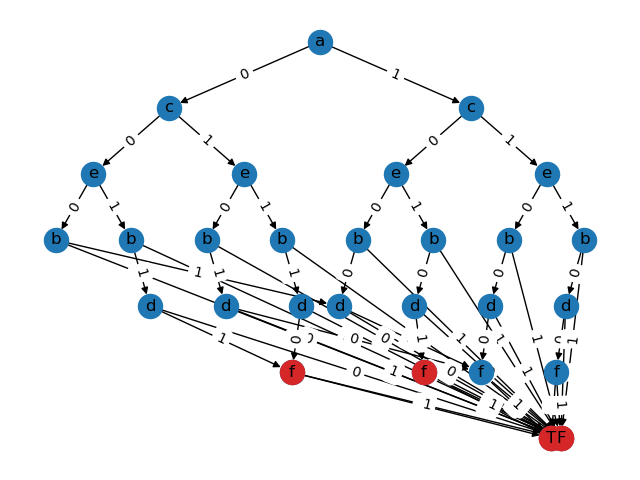 a
0 1
c c
0 1 0 1
e e e e
0 1 0 1 0 1 0 1
b b b b b b b b
1 1 1 1 0 0 0 0
d d d d d d d
1 0 0 0 0 1 1 0 1 1 0 1
f f f f
0 1 0 1 1 1 1
TF